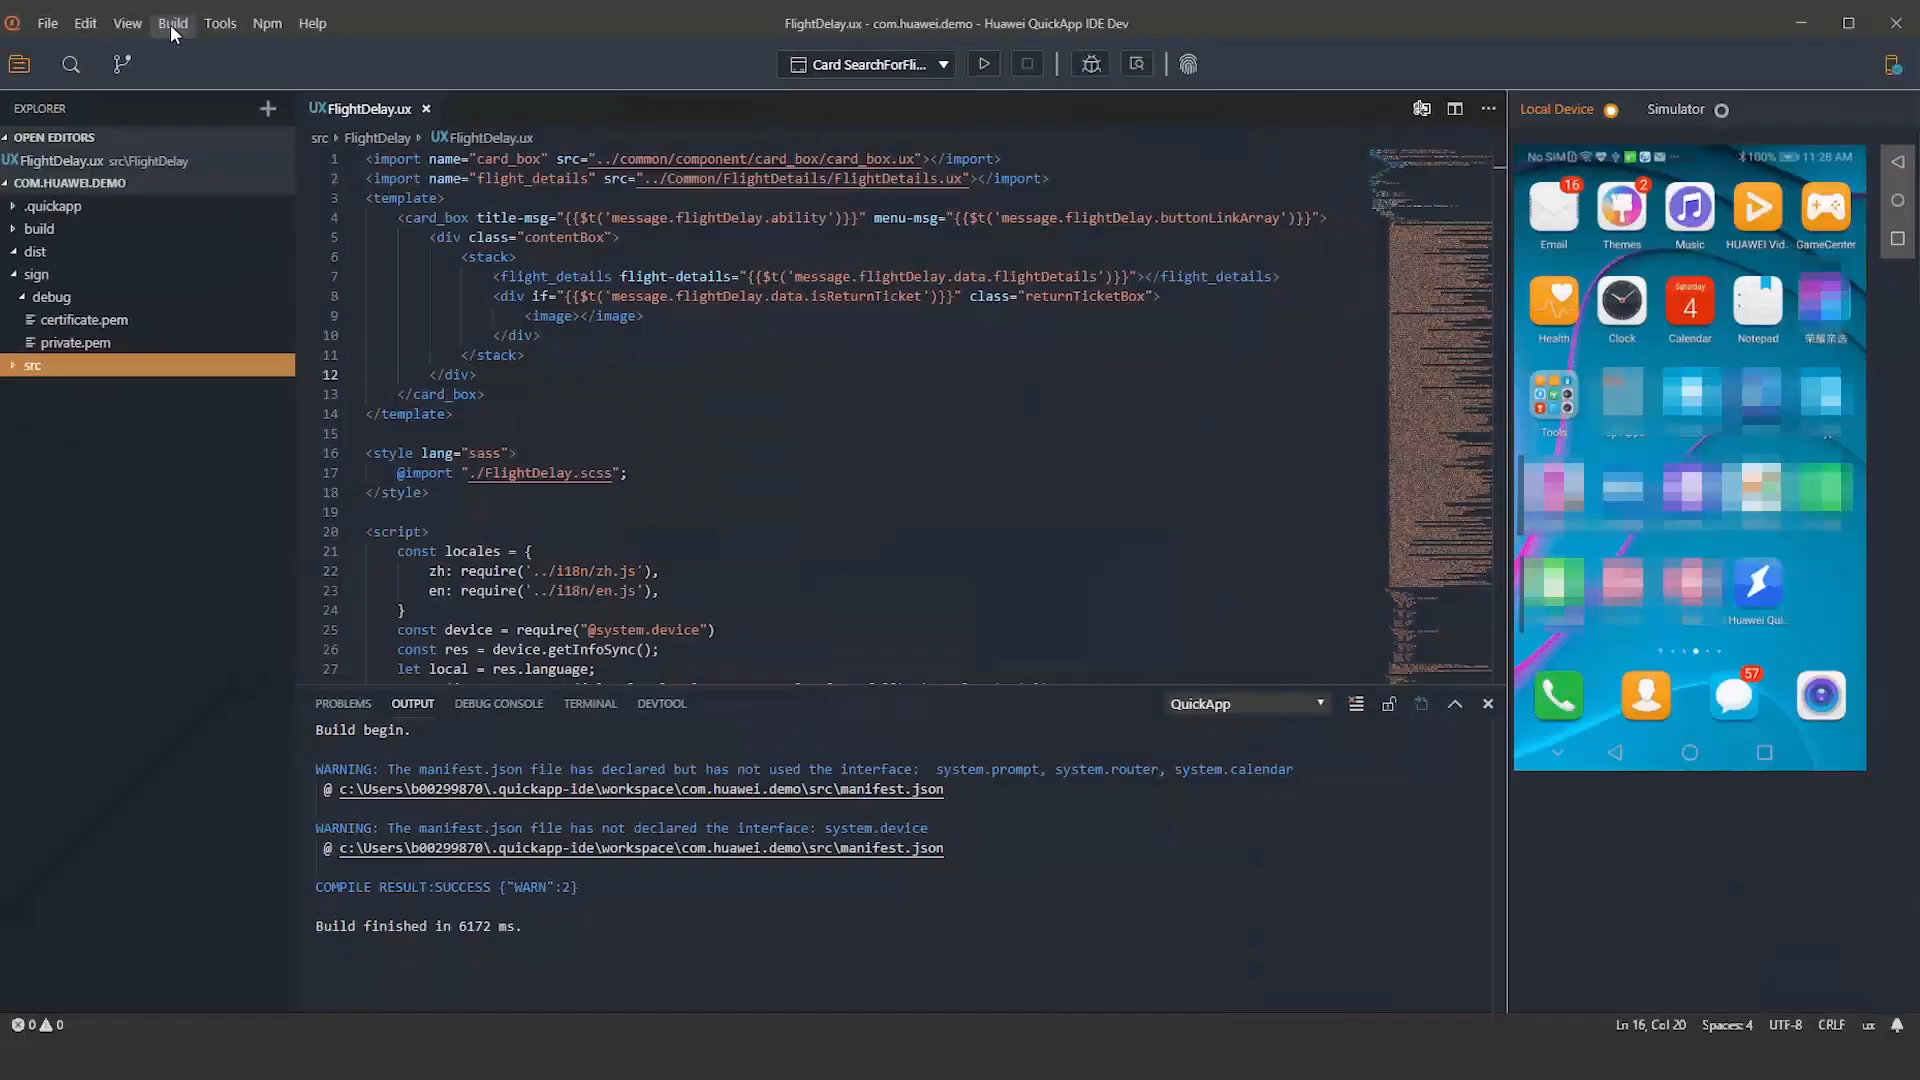 File Edit View Build Tools Npm Help
FlightDelay.ux - com.huawei.demo - Huawei QuickApp IDE Dev
Card SearchForFli...
EXPLORER
OPEN EDITORS
UX FlightDelay.ux src\FlightDelay
COM.HUAWEI.DEMO
.quickapp
build
dist
sign
debug
certificate.pem
private.pem
src
UX FlightDelay.ux
src FlightDelay UX FlightDelay.ux
1 <import name="card_box" src="../common/component/card_box/card_box.ux"></import>
2 <import name="flight_details" src="../Common/FlightDetails/FlightDetails.ux"></import>
3 <template>
4 <card_box title-msg="{{$t('message.flightDelay.ability')}}" menu-msg="{{$t('message.flightDelay.buttonLinkArray')}}">
5 <div class="contentBox">
6 <stack>
7 <flight_details flight-details="{{$t('message.flightDelay.data.flightDetails')}}"></flight_details>
8 <div if="{{$t('message.flightDelay.data.isReturnTicket')}}" class="returnTicketBox">
9 <image></image>
10 </div>
11 </stack>
12 </div>
13 </card_box>
14 </template>
15
16 <style lang="sass">
17 @import "./FlightDelay.scss";
18 </style>
19
20 <script>
21 const locales = {
22 zh: require('../i18n/zh.js'),
23 en: require('../i18n/en.js'),
24 }
25 const device = require("@system.device")
26 const res = device.getInfoSync();
27 let local = res.language;
PROBLEMS OUTPUT DEBUG CONSOLE TERMINAL DEVTOOL
QuickApp
Build begin.
WARNING: The manifest.json file has declared but has not used the interface: system.prompt, system.router, system.calendar
@ c:\Users\b00299870\.quickapp-ide\workspace\com.huawei.demo\src\manifest.json
WARNING: The manifest.json file has not declared the interface: system.device
@ c:\Users\b00299870\.quickapp-ide\workspace\com.huawei.demo\src\manifest.json
COMPILE RESULT:SUCCESS {"WARN":2}
Build finished in 6172 ms.
Local Device Simulator
No SIM 100% 11:28 AM
16 2
Email Themes Music HUAWEI Vid.. GameCenter
Saturday
4
Health Clock Calendar Notepad 荣耀亲选
Tools
Huawei Qui..
57
0 0
Ln 16, Col 20 Spaces: 4 UTF-8 CRLF ux